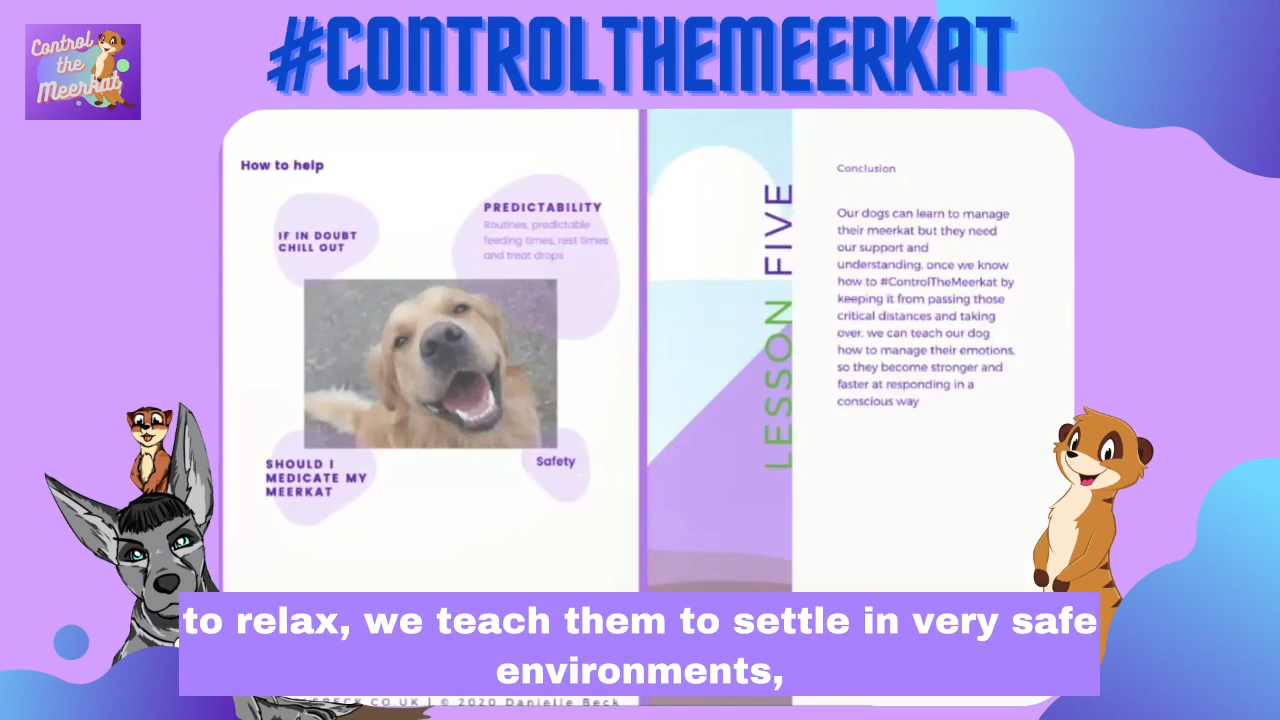 Control
the
Meerkat
#CONTROLTHEMEERKAT
How to help
IF IN DOUBT
CHILL OUT
PREDICTABILITY
Routines, predictable
feeding times, rest times
and treat drops
SHOULD I
MEDICATE MY
MEERKAT
Safety
LESSON FIVE
Conclusion
Our dogs can learn to manage
their meerkat but they need
our support and
understanding, once we know
how to #ControlTheMeerkat by
keeping it from passing those
critical distances and taking
over, we can teach our dog
how to manage their emotions,
so they become stronger and
faster at responding in a
conscious way
to relax, we teach them to settle in very safe
environments,
BECK.CO.UK | © 2020 Danielle Beck